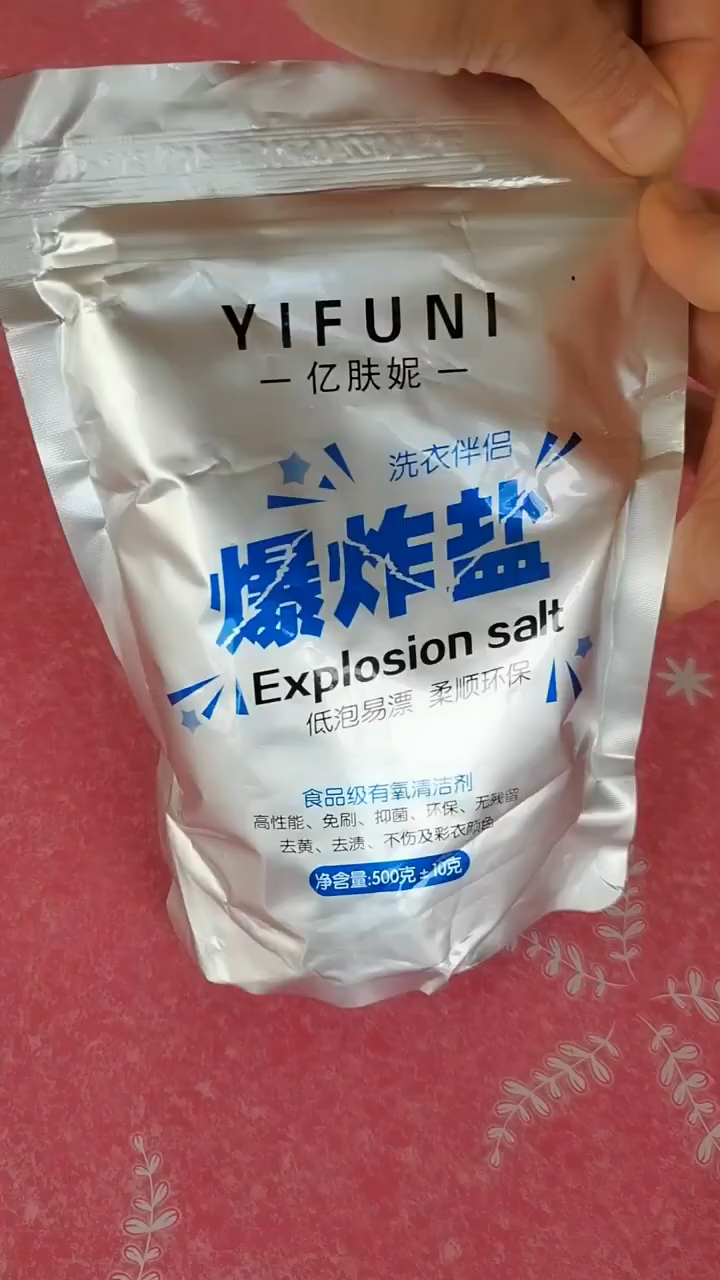 YIFUNI
— 亿肤妮 —
洗衣伴侣
爆炸盐
Explosion salt
低泡易漂 柔顺环保
食品级有氧清洁剂
高性能、免刷、抑菌、环保、无残留
去黄、去渍、不伤及彩衣颜色
净含量:500克±10克